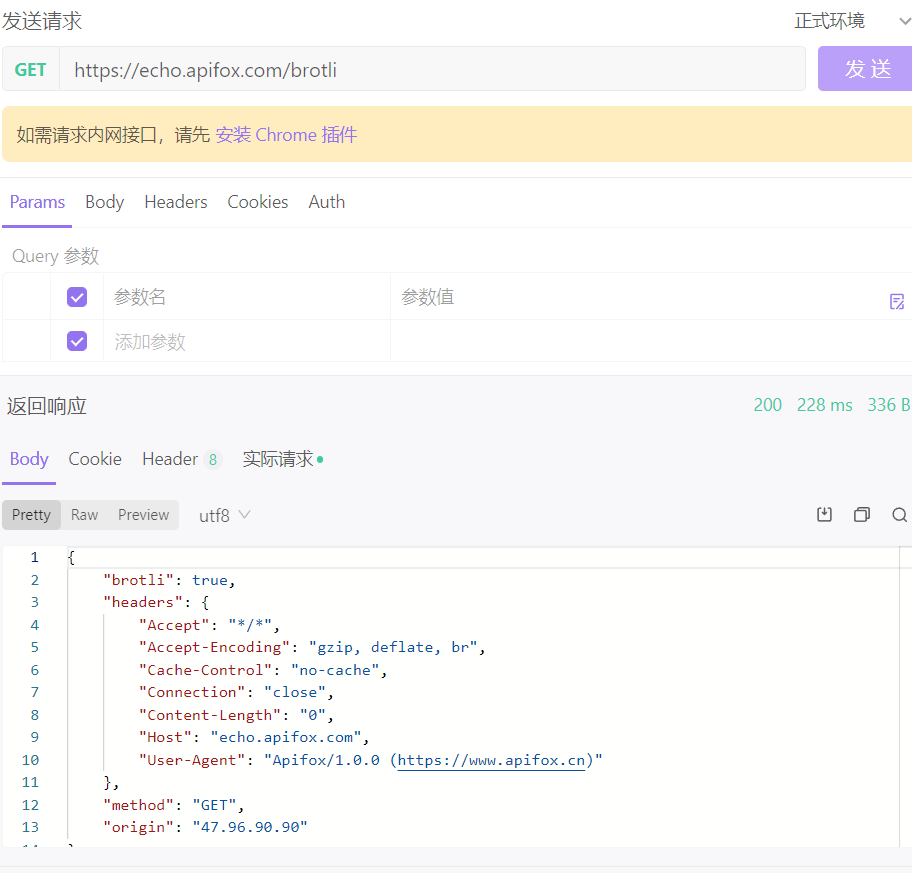 发送请求 正式环境
GET https://echo.apifox.com/brotli 发 送
如需请求内网接口，请先 安装 Chrome 插件
Params Body Headers Cookies Auth
Query 参数
参数名 参数值
添加参数
返回响应 200 228 ms 336 B
Body Cookie Header 8 实际请求
Pretty Raw Preview utf8
1 {
2 "brotli": true,
3 "headers": {
4 "Accept": "*/*",
5 "Accept-Encoding": "gzip, deflate, br",
6 "Cache-Control": "no-cache",
7 "Connection": "close",
8 "Content-Length": "0",
9 "Host": "echo.apifox.com",
10 "User-Agent": "Apifox/1.0.0 (https://www.apifox.cn)"
11 },
12 "method": "GET",
13 "origin": "47.96.90.90"